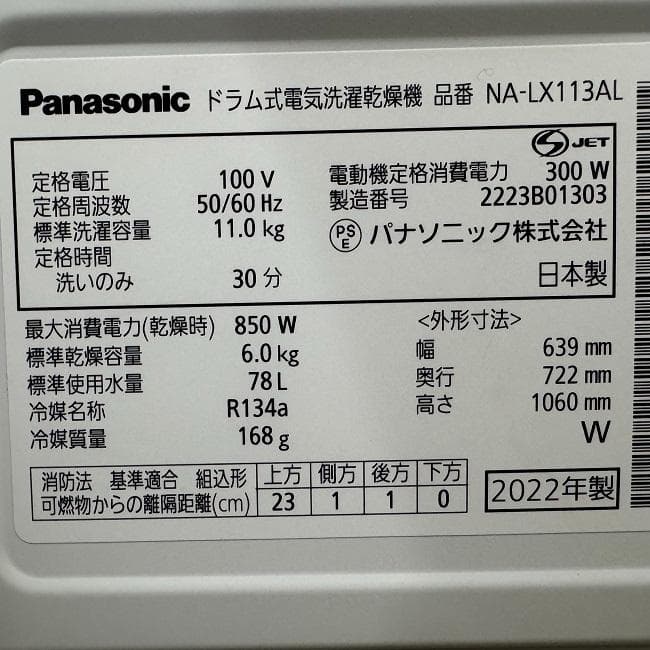 Panasonic ドラム式電気洗濯乾燥機 品番 NA-LX113AL
S JET
定格電圧 100 V
定格周波数 50/60 Hz
標準洗濯容量 11.0 kg
定格時間
洗いのみ 30 分
電動機定格消費電力 300 W
製造番号 2223B01303
PSE パナソニック株式会社
日本製
最大消費電力(乾燥時) 850 W
標準乾燥容量 6.0 kg
標準使用水量 78 L
冷媒名称 R134a
冷媒質量 168 g
<外形寸法>
幅 639 mm
奥行 722 mm
高さ 1060 mm
W
消防法 基準適合 組込形 上方 側方 後方 下方
可燃物からの離隔距離(cm) 23 1 1 0
2022年製